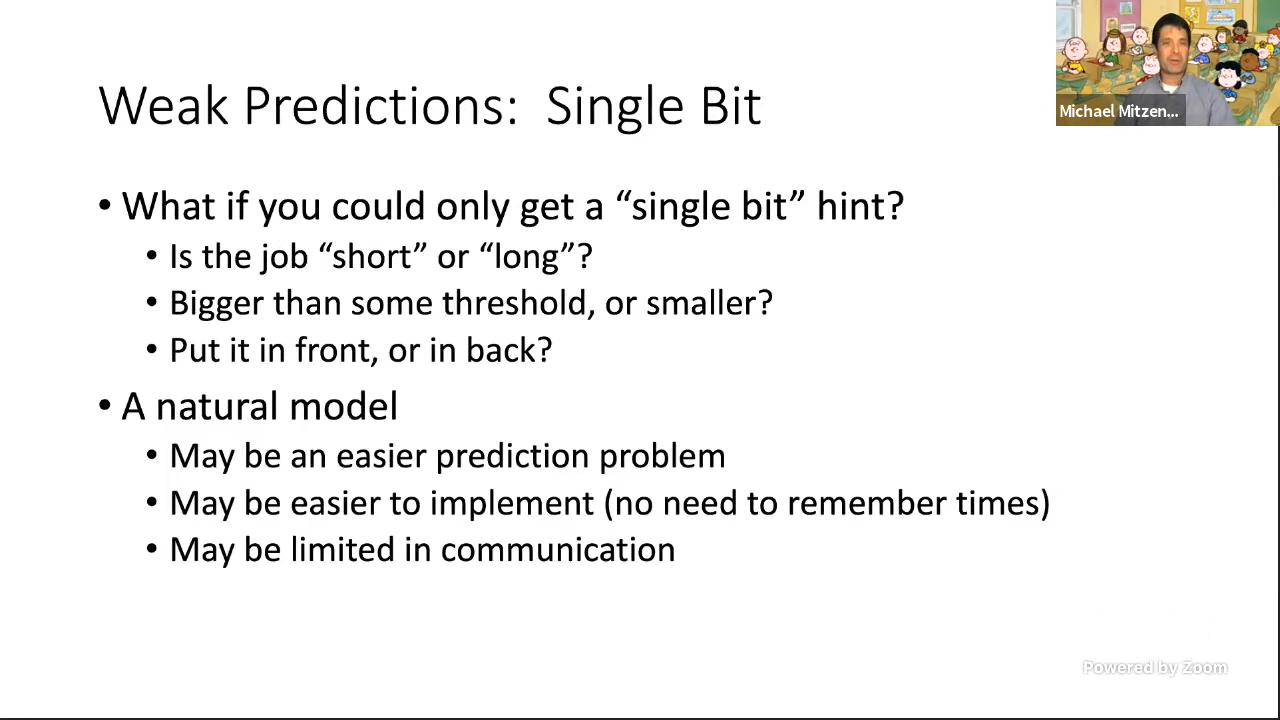 Weak Predictions: Single Bit
• What if you could only get a “single bit” hint?
• Is the job “short” or “long”?
• Bigger than some threshold, or smaller?
• Put it in front, or in back?
• A natural model
• May be an easier prediction problem
• May be easier to implement (no need to remember times)
• May be limited in communication
Michael Mitzen...
Powered by Zoom